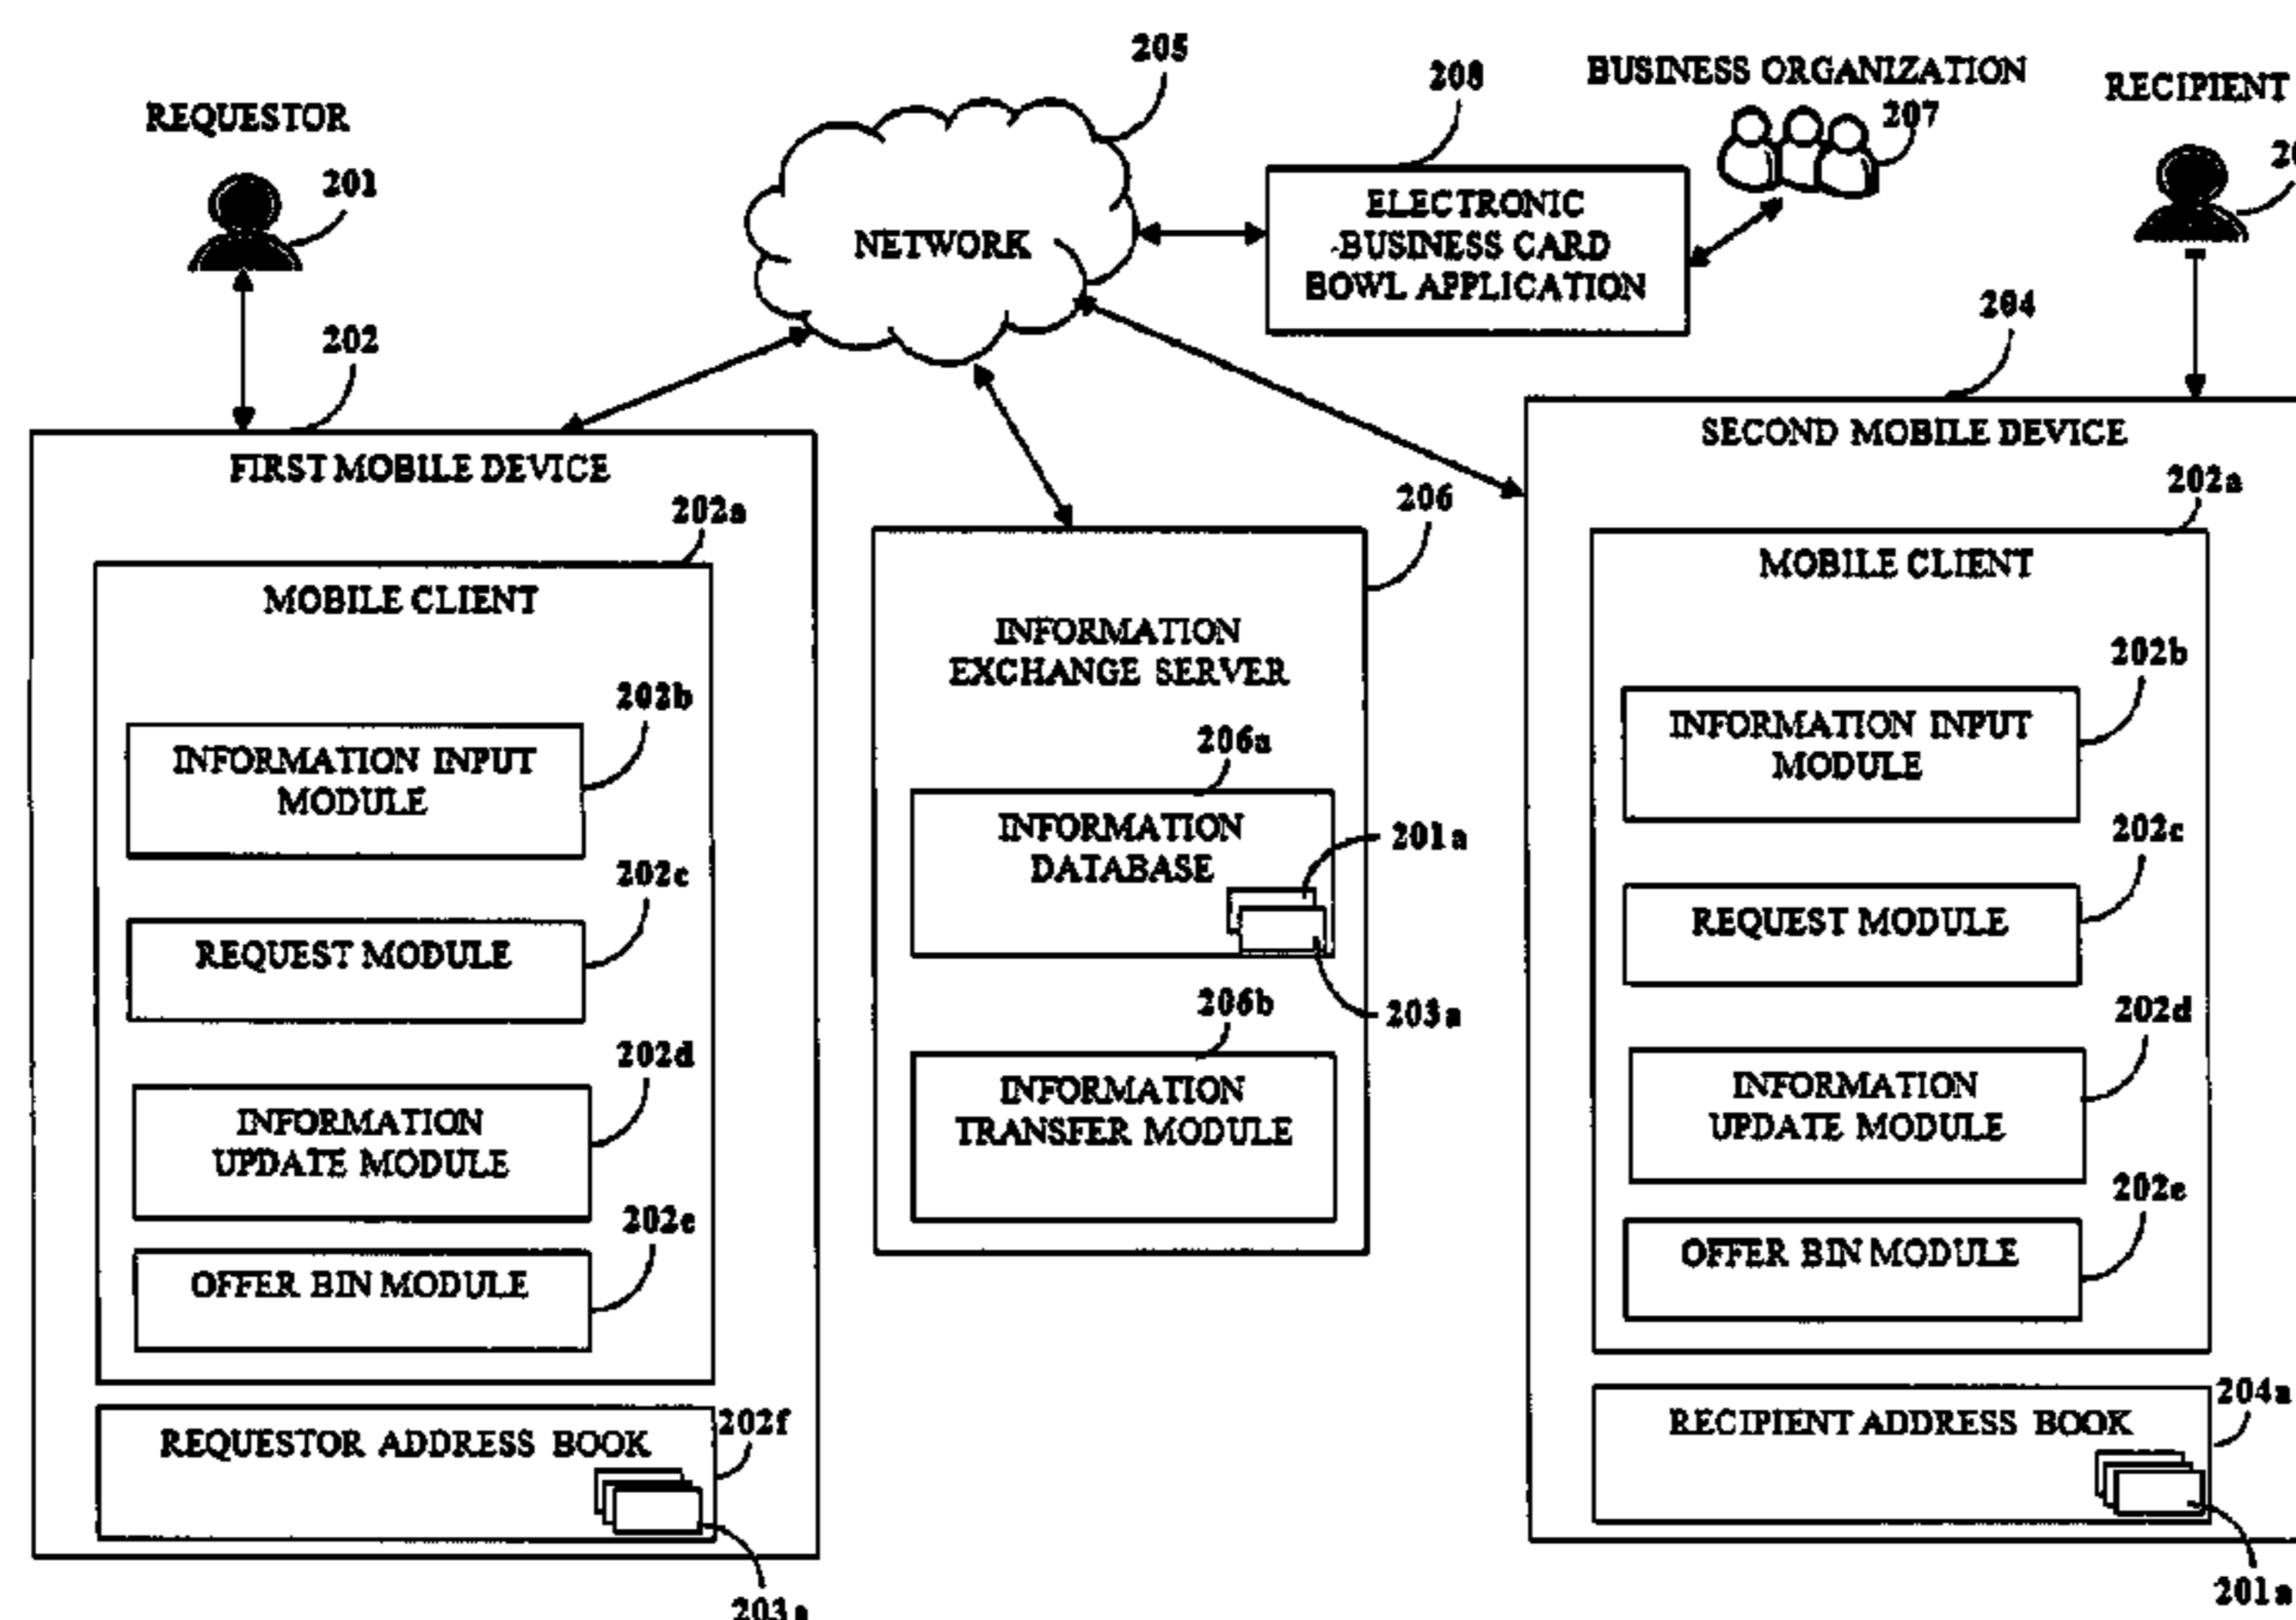 205
208
BUSINESS ORGANIZATION
207
REQUESTOR
RECIPIENT
201
ELECTRONIC
-BUSINESS CARD
BOWL APPLICATION
NETWORK
202
204
FIRST MOBILE DEVICE
SECOND MOBILE DEVICE
202a
MOBILE CLIENT
202b
INFORMATION INPUT
MODULE
202c
REQUEST MODULE
202d
INFORMATION
UPDATE MODULE
202e
OFFER BIN MODULE
202f
REQUESTOR ADDRESS BOOK
203a
206
INFORMATION
EXCHANGE SERVER
206a
INFORMATION
DATABASE
201a
203a
206b
INFORMATION
TRANSFER MODULE
202a
MOBILE CLIENT
202b
INFORMATION INPUT
MODULE
202c
REQUEST MODULE
202d
INFORMATION
UPDATE MODULE
202e
OFFER BIN MODULE
204a
RECIPIENT ADDRESS BOOK
201a